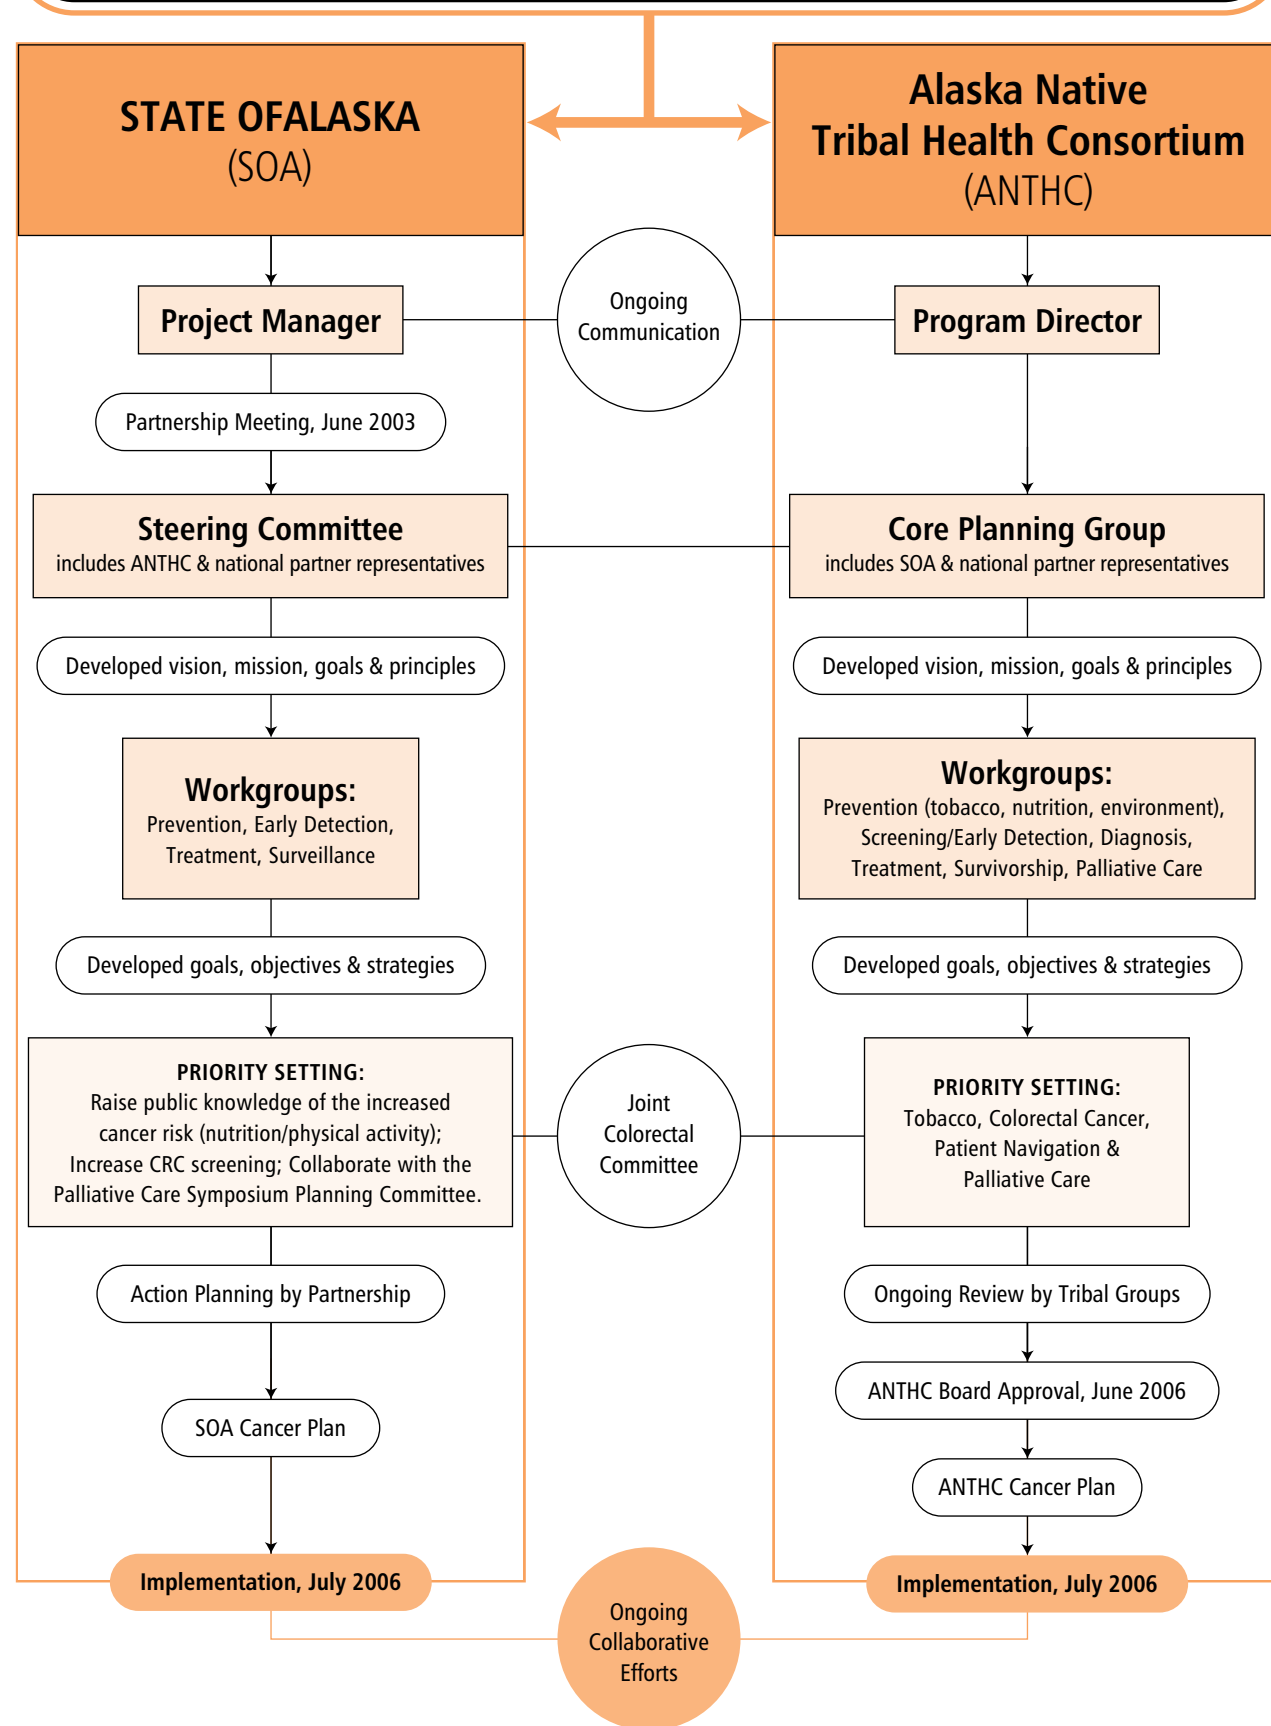 STATE OFALASKA
(SOA)
Alaska Native
Tribal Health Consortium
(ANTHC)
Project Manager
Ongoing
Communication
Program Director
Partnership Meeting, June 2003
Steering Committee
includes ANTHC & national partner representatives
Core Planning Group
includes SOA & national partner representatives
Developed vision, mission, goals & principles
Developed vision, mission, goals & principles
Workgroups:
Prevention, Early Detection,
Treatment, Surveillance
Workgroups:
Prevention (tobacco, nutrition, environment),
Screening/Early Detection, Diagnosis,
Treatment, Survivorship, Palliative Care
Developed goals, objectives & strategies
Developed goals, objectives & strategies
PRIORITY SETTING:
Raise public knowledge of the increased
cancer risk (nutrition/physical activity);
Increase CRC screening; Collaborate with the
Palliative Care Symposium Planning Committee.
Joint
Colorectal
Committee
PRIORITY SETTING:
Tobacco, Colorectal Cancer,
Patient Navigation &
Palliative Care
Action Planning by Partnership
Ongoing Review by Tribal Groups
SOA Cancer Plan
ANTHC Board Approval, June 2006
ANTHC Cancer Plan
Implementation, July 2006
Implementation, July 2006
Ongoing
Collaborative
Efforts